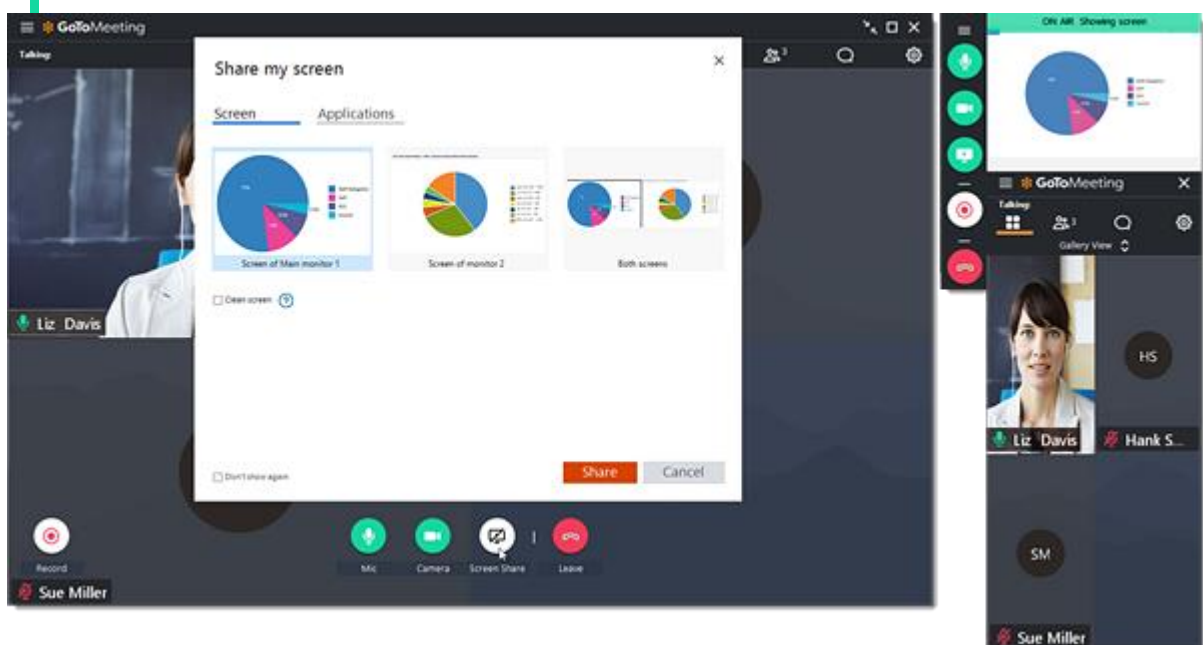 GoToMeeting
Talking:
3
Share my screen
Screen Applications
Screen of Main monitor 1
Screen of monitor 2
Both screens
Clean screen ?
Don't show again
Share Cancel
Liz Davis
Record
Mic
Camera
Screen Share
Leave
Sue Miller
ON AIR Showing screen
GoToMeeting
Talking:
3
Gallery View
HS
Liz Davis
Hank S...
SM
Sue Miller